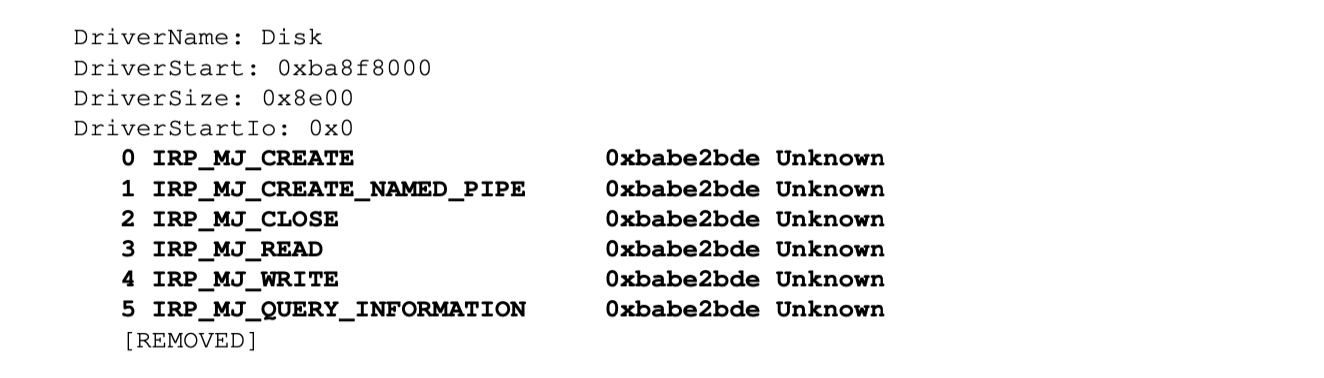 DriverName: Disk
DriverStart: 0xba8f8000
DriverSize: 0x8e00
DriverStartIo: 0x0
0 IRP_MJ_CREATE 0xbabe2bde Unknown
1 IRP_MJ_CREATE_NAMED_PIPE 0xbabe2bde Unknown
2 IRP_MJ_CLOSE 0xbabe2bde Unknown
3 IRP_MJ_READ 0xbabe2bde Unknown
4 IRP_MJ_WRITE 0xbabe2bde Unknown
5 IRP_MJ_QUERY_INFORMATION 0xbabe2bde Unknown
[REMOVED]